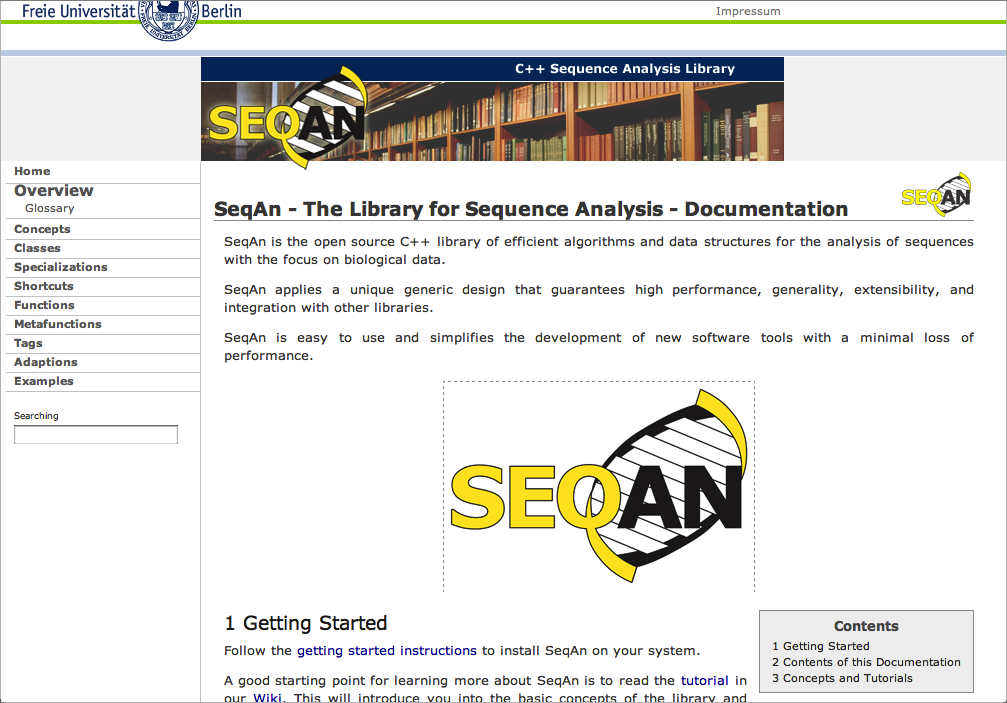 Freie Universität Berlin
Impressum
C++ Sequence Analysis Library
SEQAN
Home
Overview
Glossary
Concepts
Classes
Specializations
Shortcuts
Functions
Metafunctions
Tags
Adaptions
Examples
Searching
SEQAN
SeqAn - The Library for Sequence Analysis - Documentation
SeqAn is the open source C++ library of efficient algorithms and data structures for the analysis of sequences
with the focus on biological data.
SeqAn applies a unique generic design that guarantees high performance, generality, extensibility, and
integration with other libraries.
SeqAn is easy to use and simplifies the development of new software tools with a minimal loss of
performance.
SEQAN
1 Getting Started
Follow the getting started instructions to install SeqAn on your system.
A good starting point for learning more about SeqAn is to read the tutorial in
our Wiki. This will introduce you into the basic concepts of the library and
Contents
1 Getting Started
2 Contents of this Documentation
3 Concepts and Tutorials